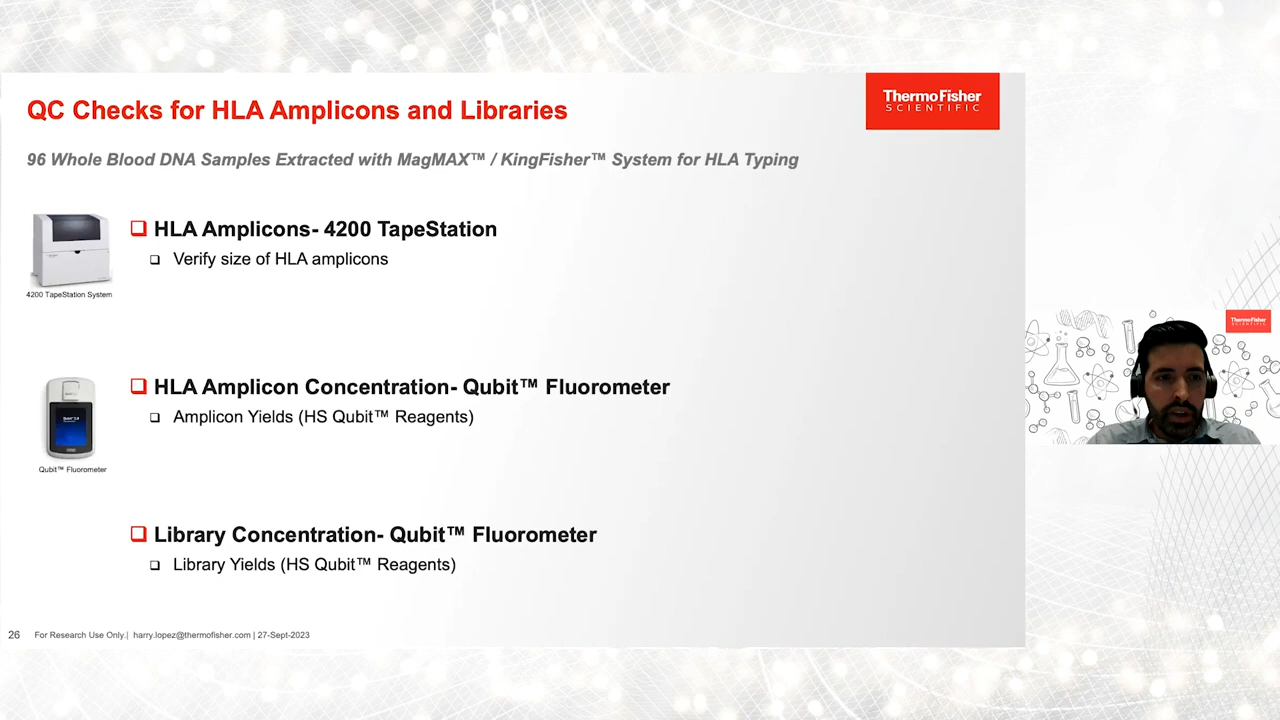 QC Checks for HLA Amplicons and Libraries
ThermoFisher
SCIENTIFIC
96 Whole Blood DNA Samples Extracted with MagMAX™ / KingFisher™ System for HLA Typing
❑ HLA Amplicons- 4200 TapeStation
❑ Verify size of HLA amplicons
4200 TapeStation System
❑ HLA Amplicon Concentration- Qubit™ Fluorometer
❑ Amplicon Yields (HS Qubit™ Reagents)
Qubit™ Fluorometer
❑ Library Concentration- Qubit™ Fluorometer
❑ Library Yields (HS Qubit™ Reagents)
26 For Research Use Only.| harry.lopez@thermofisher.com | 27-Sept-2023
ThermoFisher
SCIENTIFIC